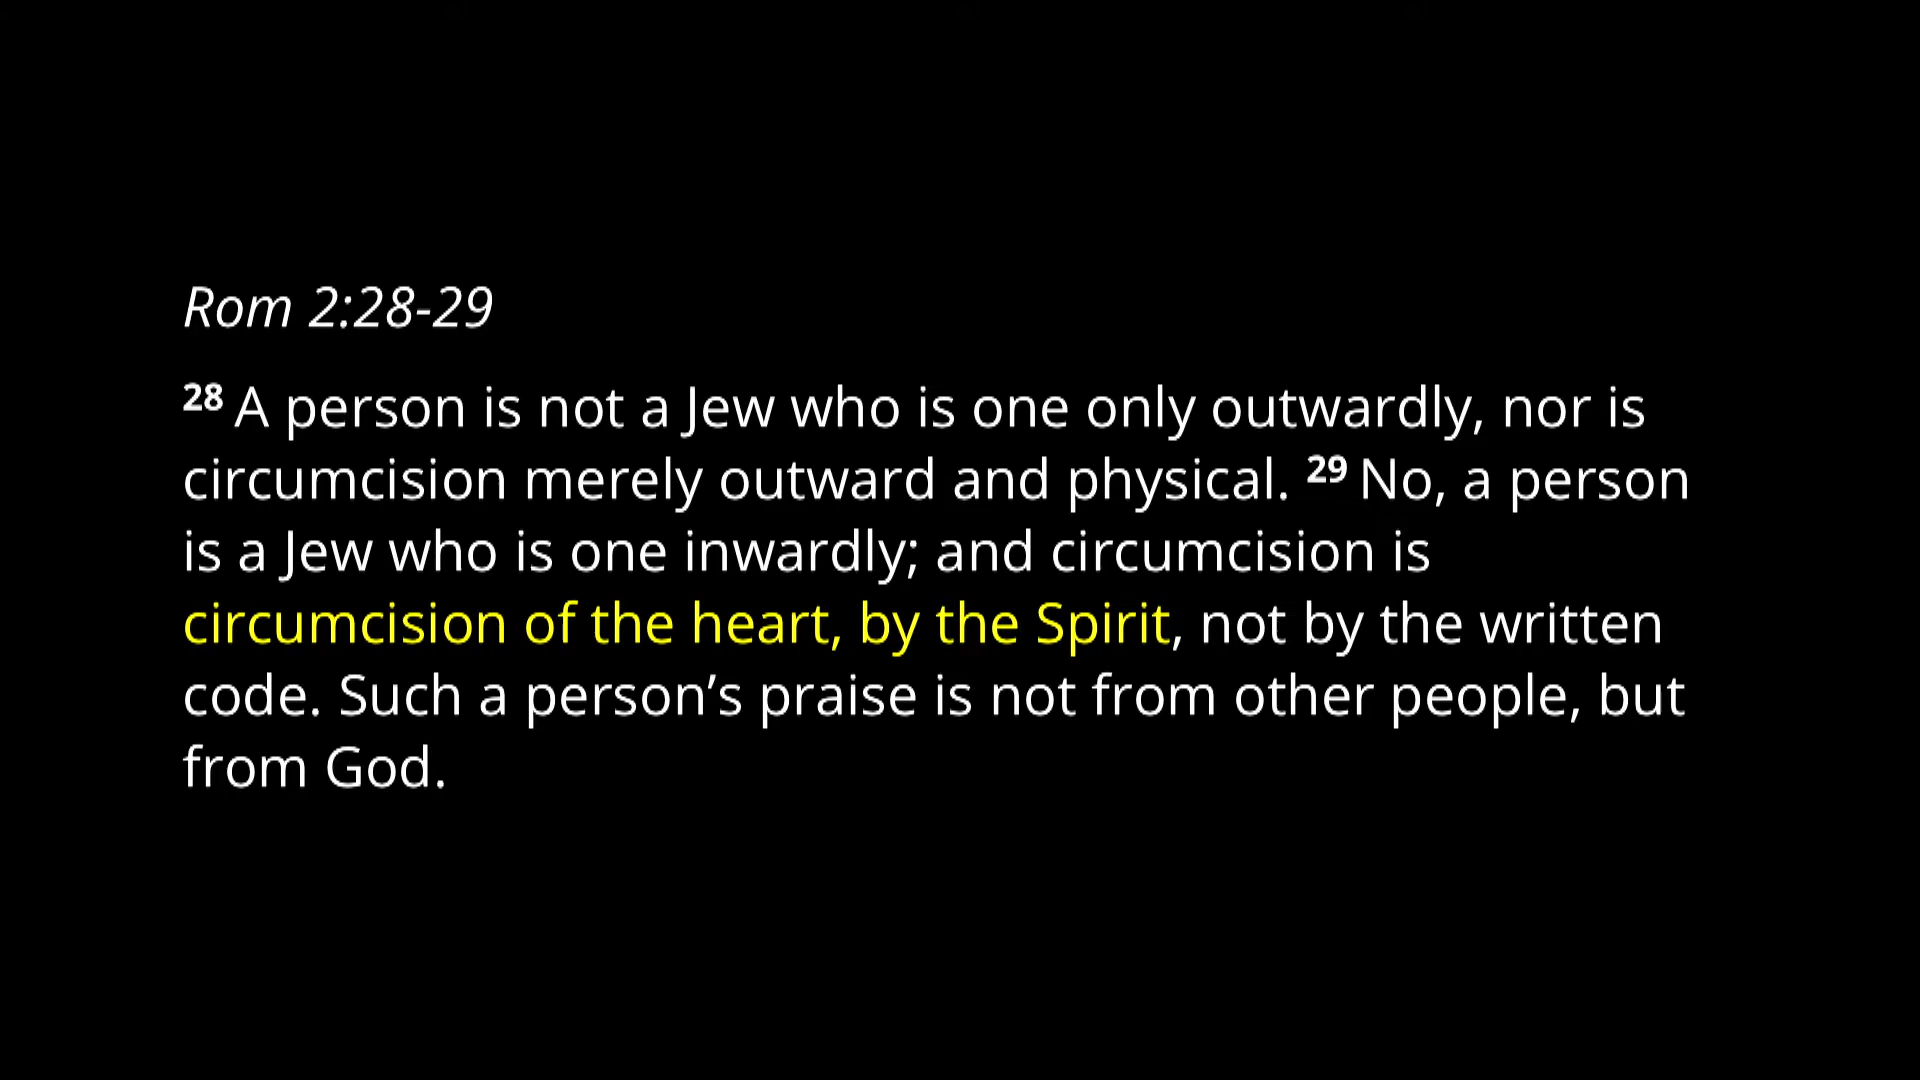 Rom 2:28-29
28 A person is not a Jew who is one only outwardly, nor is
circumcision merely outward and physical. 29 No, a person
is a Jew who is one inwardly; and circumcision is
circumcision of the heart, by the Spirit, not by the written
code. Such a person’s praise is not from other people, but
from God.